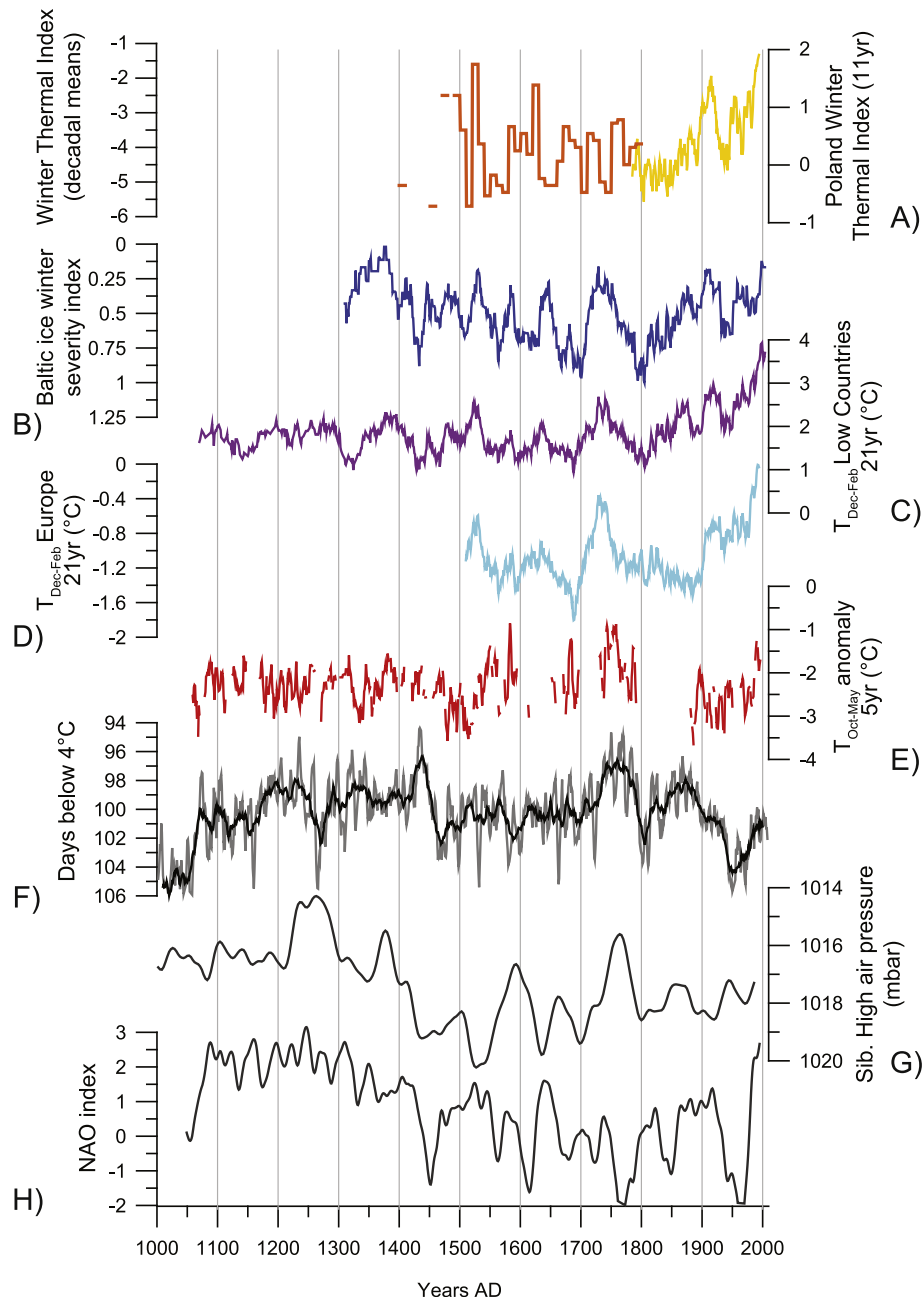 -1
-2
-3
-4
-5
-6
Winter Thermal Index
(decadal means)
2
1
0
-1
Poland Winter
Thermal Index (11yr)
A)
0
0.25
0.5
0.75
1
1.25
Baltic ice winter
severity index
B)
4
3
2
1
0
TDec-Feb Low Countries
21yr (°C)
C)
0
-0.4
-0.8
-1.2
-1.6
-2
TDec-Feb Europe
21yr (°C)
D)
0
-1
-2
-3
-4
TOct-May anomaly
5yr (°C)
E)
94
96
98
100
102
104
106
Days below 4°C
F)
1014
1016
1018
1020
Sib. High air pressure
(mbar)
G)
3
2
1
0
-1
-2
NAO index
H)
1000 1100 1200 1300 1400 1500 1600 1700 1800 1900 2000
Years AD